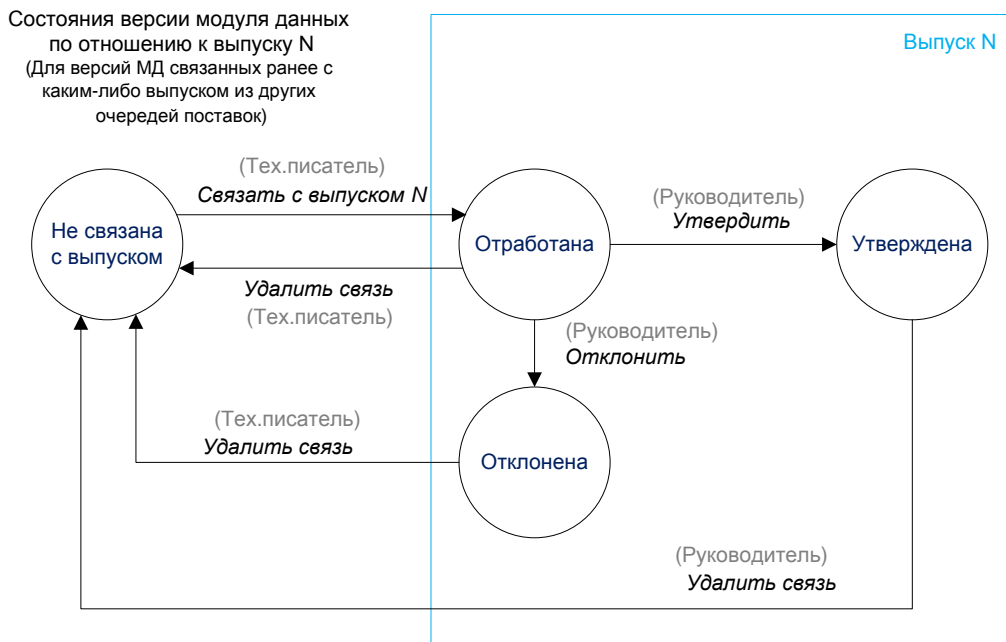 Состояния версии модуля данных
по отношению к выпуску N
(Для версий МД связанных ранее с
каким-либо выпуском из других
очередей поставок)
Выпуск N
(Тех.писатель)
Связать с выпуском N
(Руководитель)
Утвердить
Не связана
с выпуском
Отработана
Утверждена
Удалить связь
(Тех.писатель)
(Руководитель)
Отклонить
(Тех.писатель)
Удалить связь
Отклонена
(Руководитель)
Удалить связь